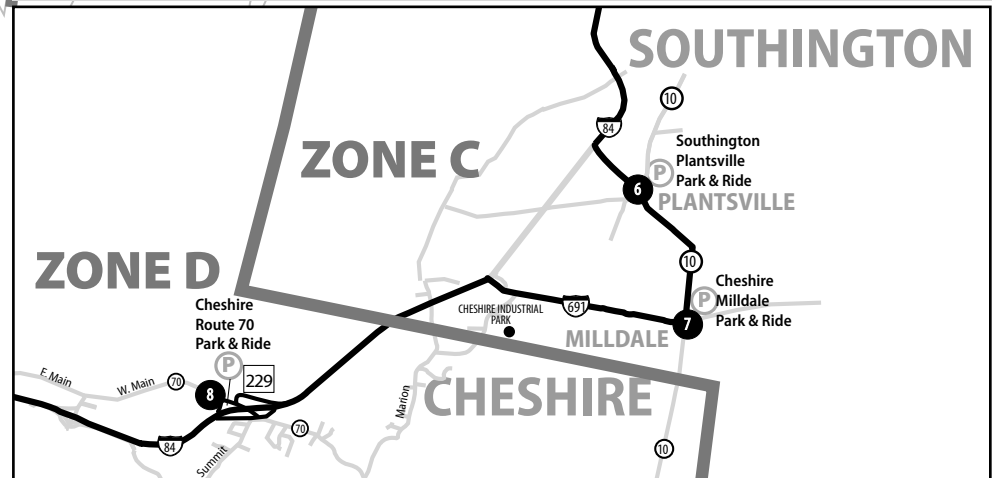 SOUTHINGTON
10
84
Southington
Plantsville
Park & Ride
P
6
PLANTSVILLE
ZONE C
10
ZONE D
Cheshire
Milldale
Park & Ride
P
7
Cheshire
Route 70
Park & Ride
P
691
CHESHIRE INDUSTRIAL
PARK
MILLDALE
E. Main
W. Main
70
8
229
CHESHIRE
Marion
70
84
Summit
10